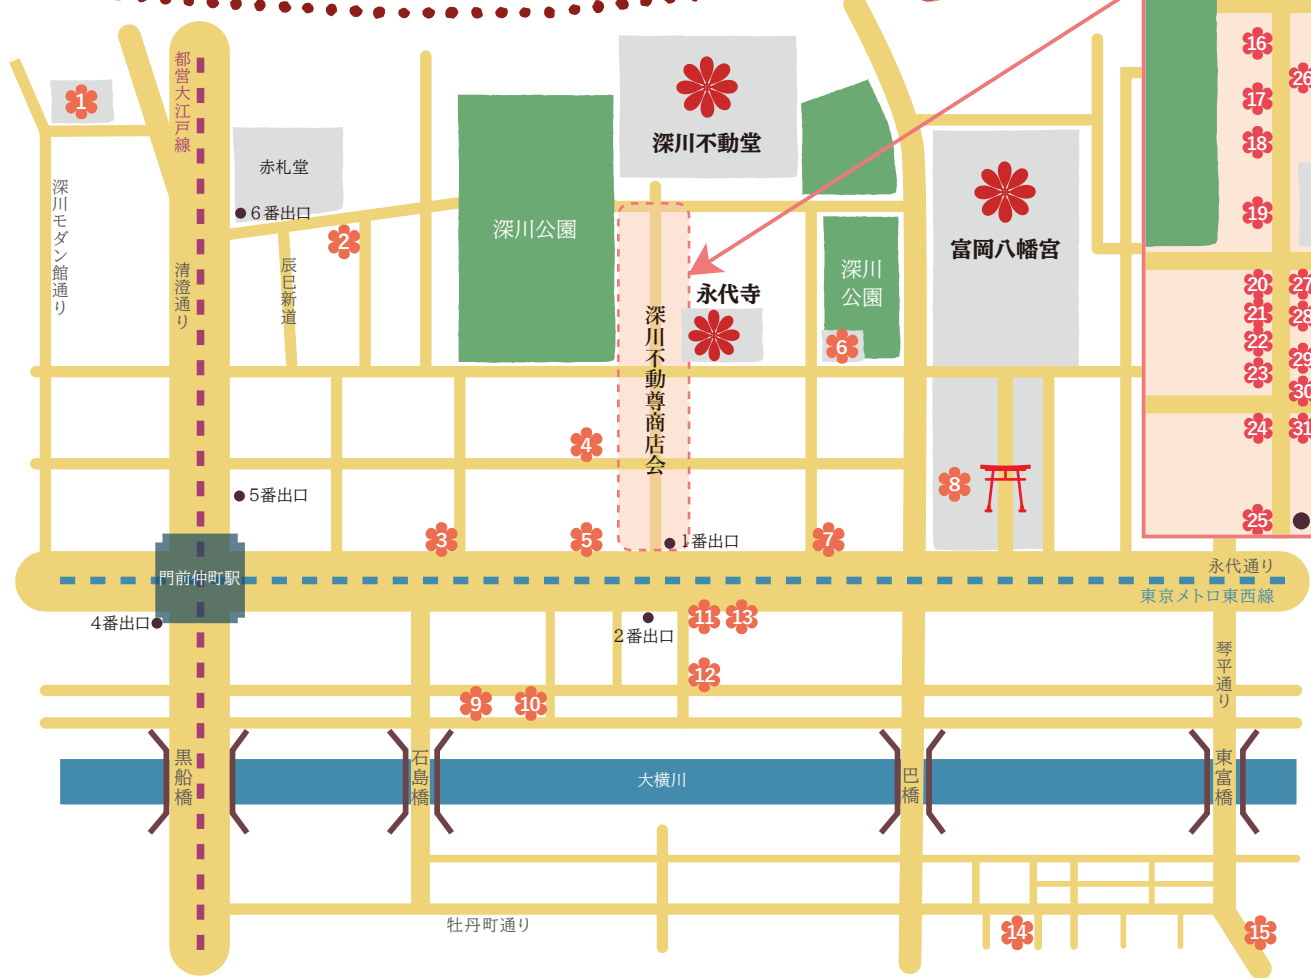 都営大江戸線
1
赤札堂
6番出口
2
深川モダン館通り
清澄通り
辰巳新道
深川公園
深川不動堂
深川
公園
6
富岡八幡宮
永代寺
深川不動尊商店会
16
17
18
19
20
21
22
23
24
25
26
27
28
29
30
31
4
5番出口
3
5
1番出口
7
8
門前仲町駅
永代通り
東京メトロ東西線
4番出口
2番出口
11
13
12
9
10
琴平通り
黒船橋
石島橋
大横川
巴橋
東富橋
牡丹町通り
14
15